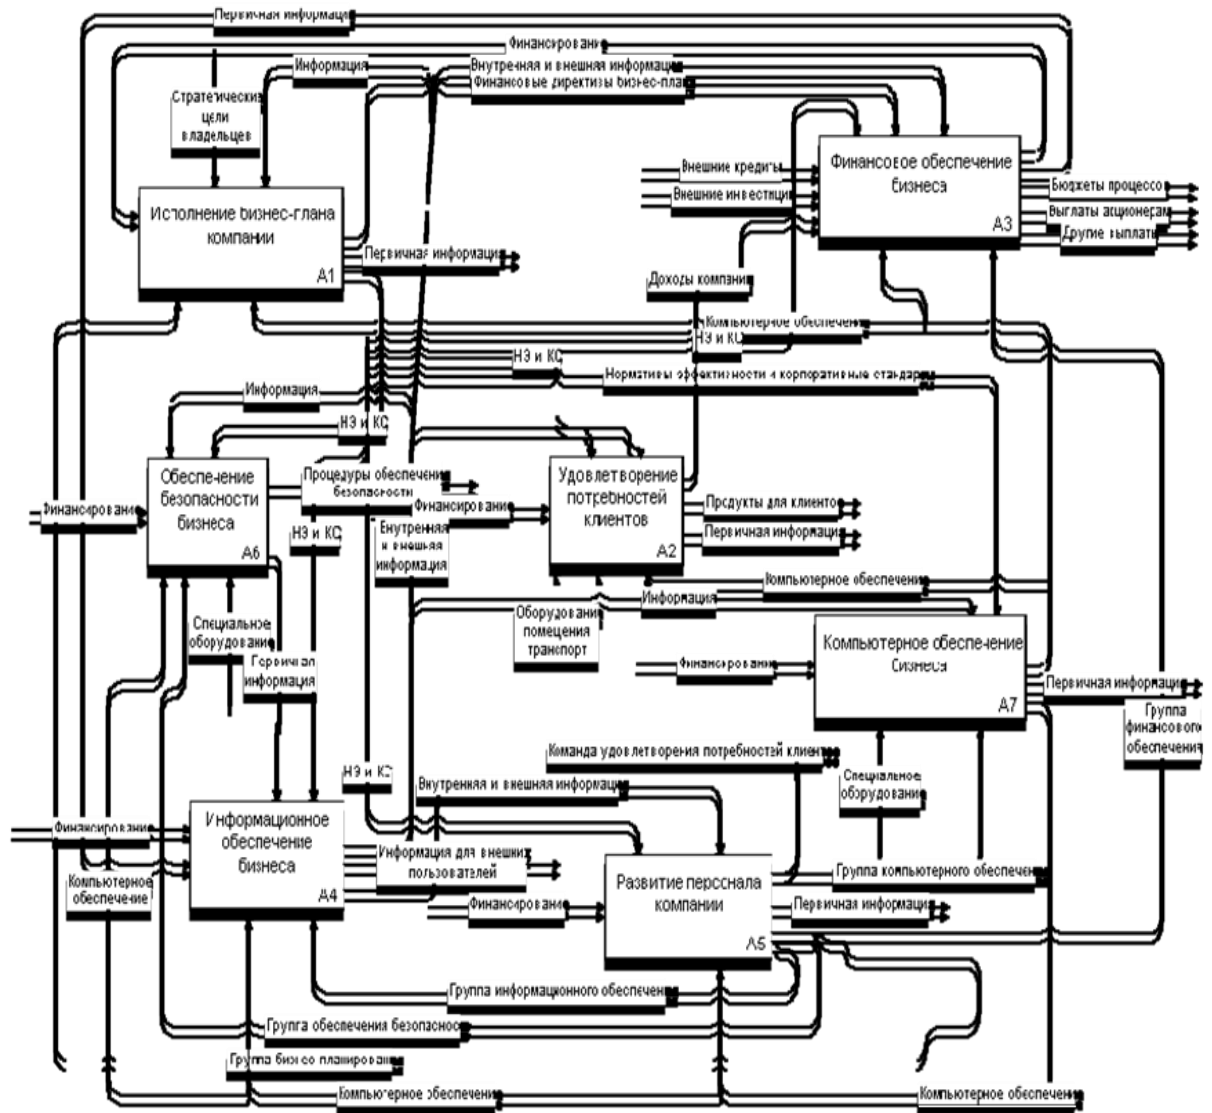 Первичная информация
Финансирование
Информация
Внутренняя и внешняя информация
Финансовые директивы бизнес-план
Стратегические
цели
владельцев
Финансовое обеспечение
бизнеса
A3
Внешние кредиты
Внешние инвестиции
Бюджеты процессов
Выплаты акционерам
Другие выплаты
Исполнение бизнес-плана
компании
A1
Первичная информация
Доходы компании
Компьютерное обеспечение
НЭ и КС
НЭ и КС
Нормативы эффективности и корпоративные стандарты
Информация
НЭ и КС
Обеспечение
безопасности
бизнеса
A6
Процедуры обеспечения
безопасности
Финансирование
Финансирование
Удовлетворение
потребностей
клиентов
A2
Продукты для клиентов
Первичная информация
НЭ и КС
Внутренняя
и внешняя
информация
Компьютерное обеспечение
Информация
Оборудование
помещения
транспорт
Специальное
оборудование
Первичная
информация
Компьютерное обеспечение
бизнеса
A7
Финансирование
Первичная информация
Группа
финансового
обеспечения
Команда удовлетворения потребностей клиентов
НЭ и КС
Внутренняя и внешняя информация
Специальное
оборудование
Информационное
обеспечение
бизнеса
A4
Финансирование
Компьютерное
обеспечение
Информация для внешних
пользователей
Группа компьютерного обеспечения
Развитие персонала
компании
A5
Финансирование
Первичная информация
Группа информационного обеспечения
Группа обеспечения безопаснос
Группа бизнес планирования
Компьютерное обеспечение
Компьютерное обеспечение